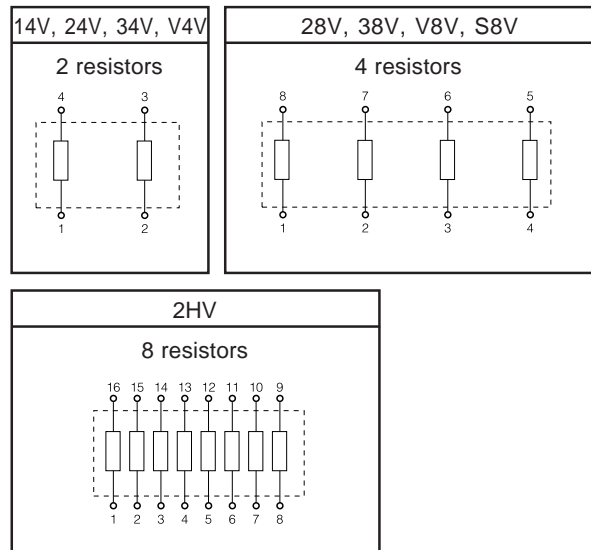 14V, 24V, 34V, V4V
2 resistors
4 3
1 2
28V, 38V, V8V, S8V
4 resistors
8 7 6 5
1 2 3 4
2HV
8 resistors
16 15 14 13 12 11 10 9
1 2 3 4 5 6 7 8